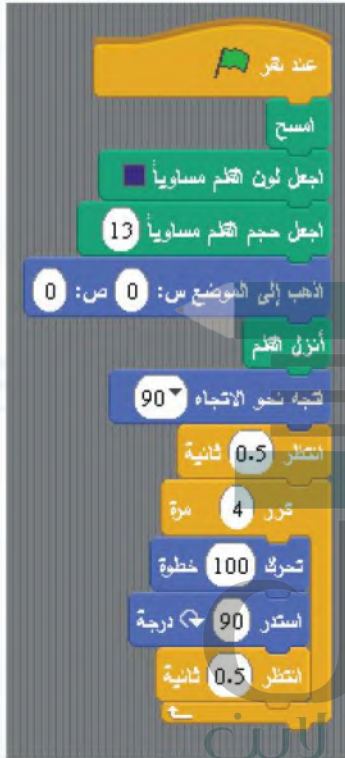 عند نقر
امسح
اجعل لون القلم مساوياً
اجعل حجم القلم مساوياً 13
اذهب إلى الموضع س: 0 ص: 0
أنزل القلم
اتجه نحو الاتجاه 90
انتظر 0.5 ثانية
كرر 4 مرة
تحرك 100 خطوة
استدر 90 درجة
انتظر 0.5 ثانية